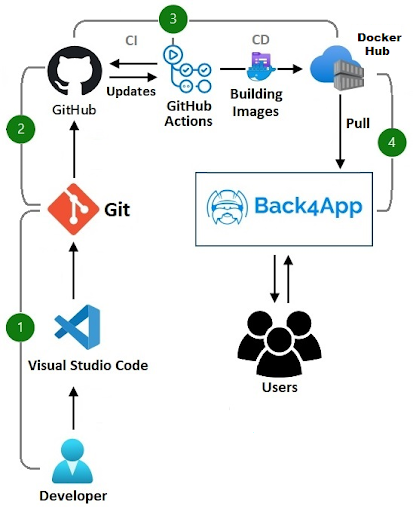 3
CI
CD
Docker
Hub
GitHub
Updates
GitHub
Actions
Building
Images
2
Pull
4
Back4App
Git
1
Visual Studio Code
Users
Developer